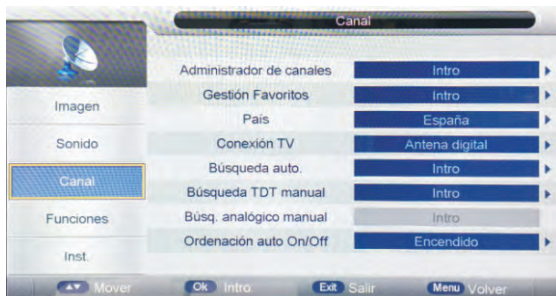 Canal
Administrador de canales Intro
Gestión Favoritos Intro
País España
Conexión TV Antena digital
Búsqueda auto. Intro
Búsqueda TDT manual Intro
Búsq. analógico manual Intro
Ordenación auto On/Off Encendido
Imagen
Sonido
Canal
Funciones
Inst.
Mover Ok Intro Exit Salir Menu Volver